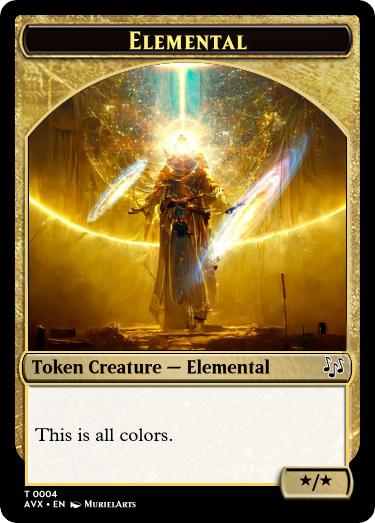 Elemental
Token Creature — Elemental
This is all colors.
★/★
T 0004
AVX • EN MurielArts